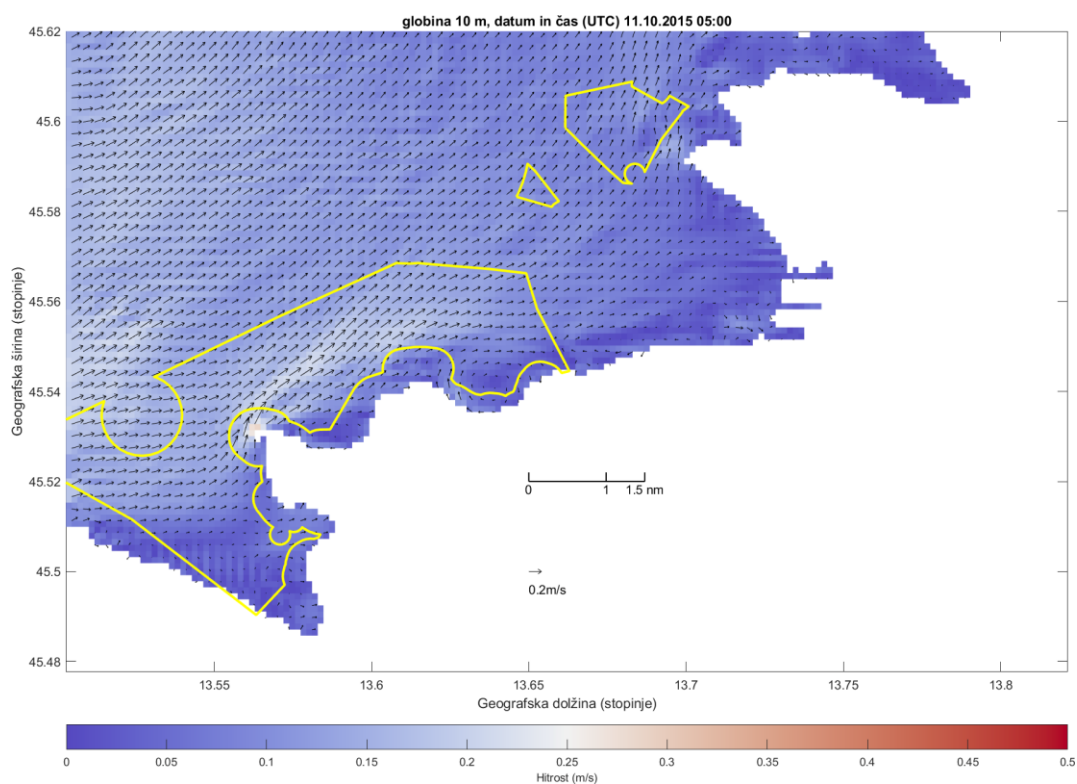 globina 10 m, datum in čas (UTC) 11.10.2015 05:00
45.62
45.6
45.58
45.56
45.54
45.52
45.5
45.48
Geografska širina (stopinje)
0 1 1.5 nm
0.2m/s
13.55 13.6 13.65 13.7 13.75 13.8
Geografska dolžina (stopinje)
0 0.05 0.1 0.15 0.2 0.25 0.3 0.35 0.4 0.45 0.5
Hitrost (m/s)